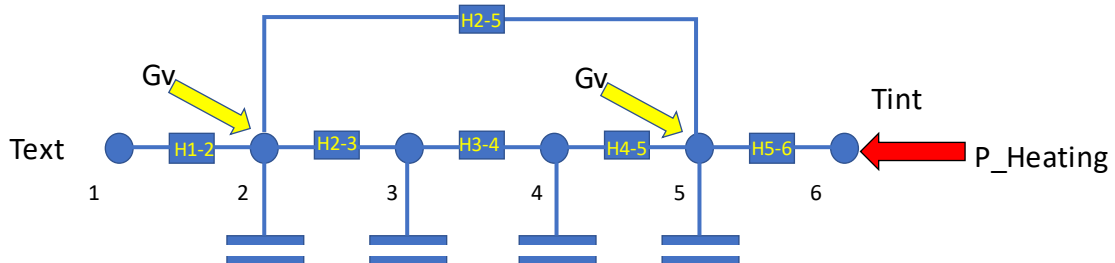 H2-5
Gv
Gv
Tint
Text
H1-2
H2-3
H3-4
H4-5
H5-6
P_Heating
1
2
3
4
5
6